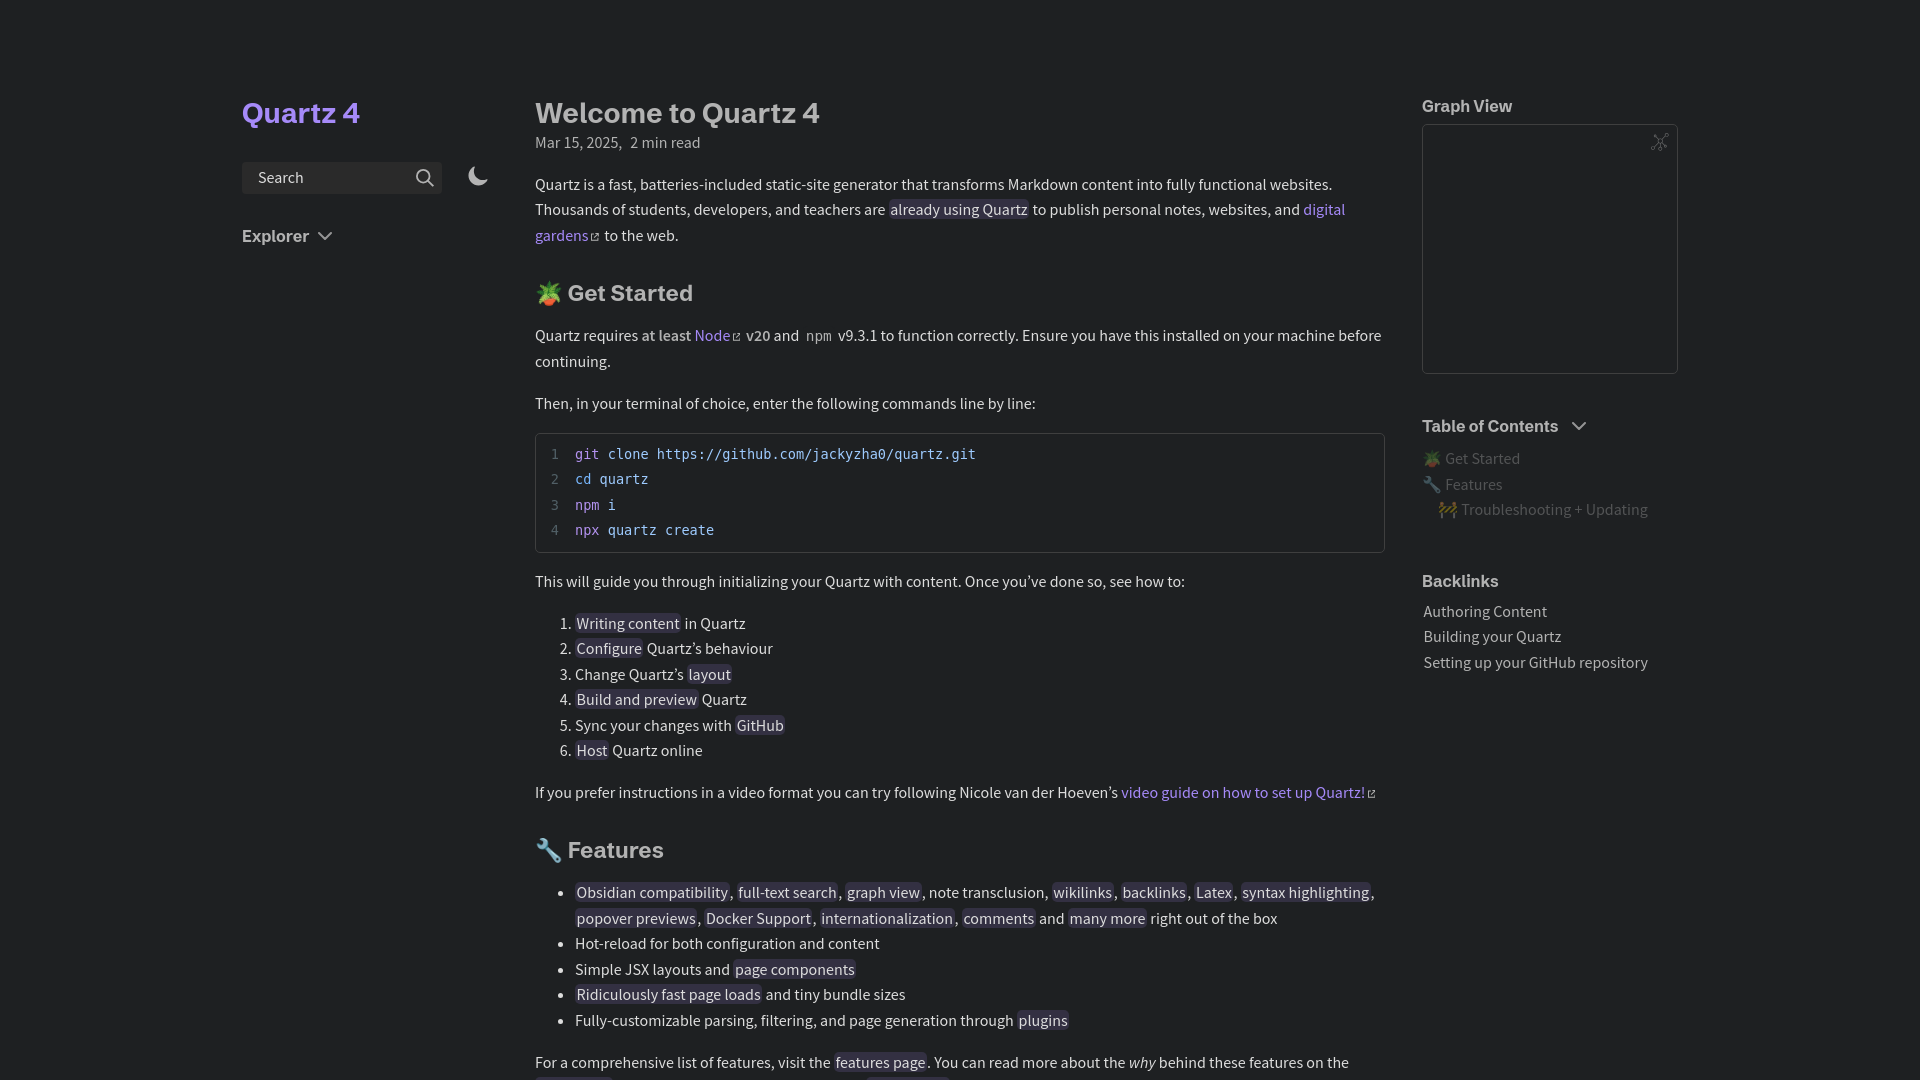 Quartz 4
Search
Explorer
Welcome to Quartz 4
Mar 15, 2025, 2 min read
Quartz is a fast, batteries-included static-site generator that transforms Markdown content into fully functional websites.
Thousands of students, developers, and teachers are already using Quartz to publish personal notes, websites, and digital
gardens to the web.
🪴 Get Started
Quartz requires at least Node v20 and npm v9.3.1 to function correctly. Ensure you have this installed on your machine before
continuing.
Then, in your terminal of choice, enter the following commands line by line:
1 git clone https://github.com/jackyzha0/quartz.git
2 cd quartz
3 npm i
4 npx quartz create
This will guide you through initializing your Quartz with content. Once you’ve done so, see how to:
1. Writing content in Quartz
2. Configure Quartz’s behaviour
3. Change Quartz’s layout
4. Build and preview Quartz
5. Sync your changes with GitHub
6. Host Quartz online
If you prefer instructions in a video format you can try following Nicole van der Hoeven’s video guide on how to set up Quartz!
🔧 Features
• Obsidian compatibility, full-text search, graph view, note transclusion, wikilinks, backlinks, Latex, syntax highlighting,
popover previews, Docker Support, internationalization, comments and many more right out of the box
• Hot-reload for both configuration and content
• Simple JSX layouts and page components
• Ridiculously fast page loads and tiny bundle sizes
• Fully-customizable parsing, filtering, and page generation through plugins
For a comprehensive list of features, visit the features page. You can read more about the why behind these features on the
Graph View
Table of Contents
🪴 Get Started
🔧 Features
🚧 Troubleshooting + Updating
Backlinks
Authoring Content
Building your Quartz
Setting up your GitHub repository